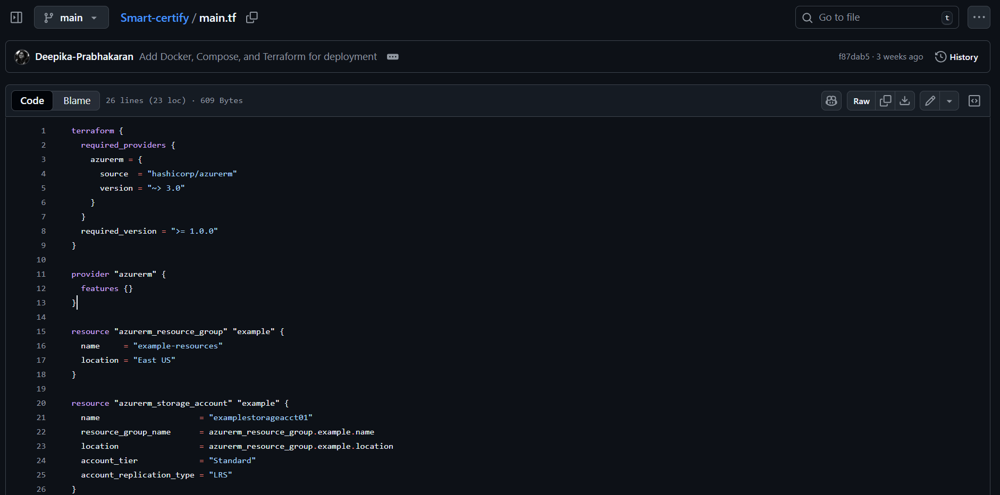 main
Smart-certify / main.tf
Go to file
t
Deepika-Prabhakaran Add Docker, Compose, and Terraform for deployment
f87dab5 · 3 weeks ago
History
Code
Blame
26 lines (23 loc) · 609 Bytes
Raw
1 terraform {
2   required_providers {
3     azurerm = {
4       source  = "hashicorp/azurerm"
5       version = "~> 3.0"
6     }
7   }
8   required_version = ">= 1.0.0"
9 }
10
11 provider "azurerm" {
12   features {}
13 }
14
15 resource "azurerm_resource_group" "example" {
16   name     = "example-resources"
17   location = "East US"
18 }
19
20 resource "azurerm_storage_account" "example" {
21   name                     = "examplestorageacct01"
22   resource_group_name      = azurerm_resource_group.example.name
23   location                 = azurerm_resource_group.example.location
24   account_tier             = "Standard"
25   account_replication_type = "LRS"
26 }